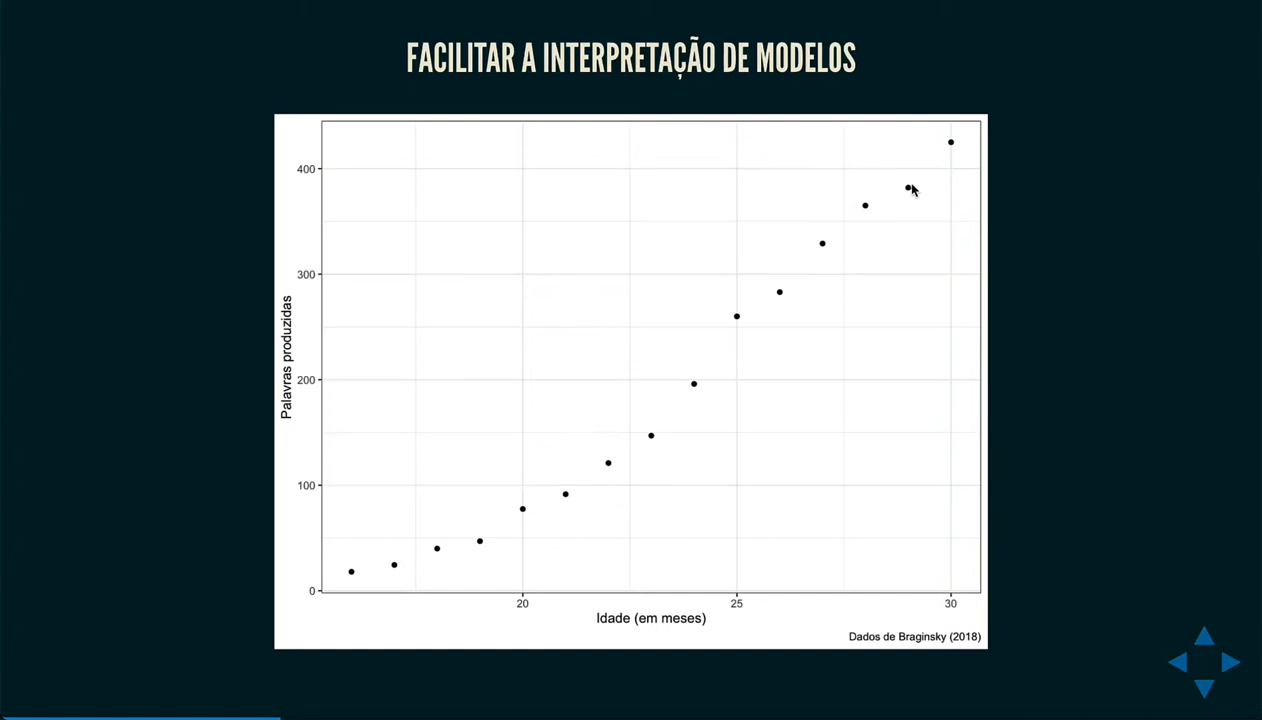 FACILITAR A INTERPRETAÇÃO DE MODELOS
400
300
200
100
0
Palavras produzidas
20
25
30
Idade (em meses)
Dados de Braginsky (2018)